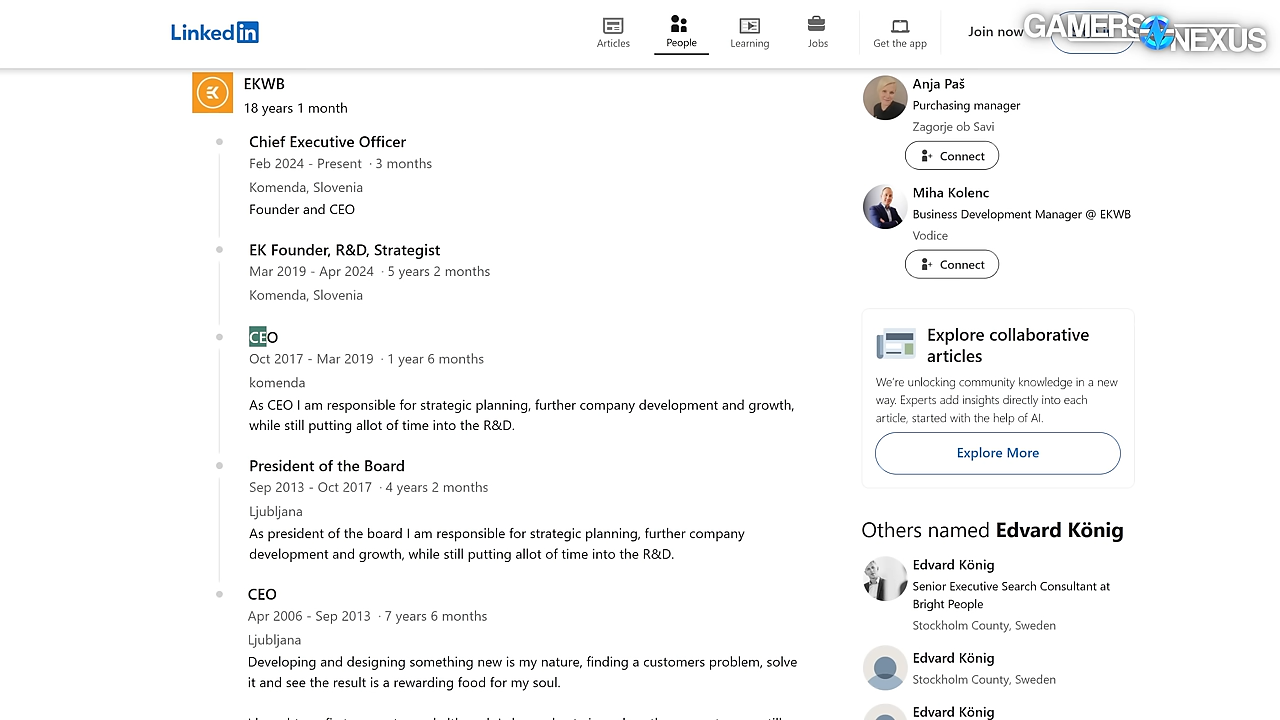 Linked in
Articles
People
Learning
Jobs
Get the app
Join now
GAMERS NEXUS
EKWB
18 years 1 month
Chief Executive Officer
Feb 2024 - Present · 3 months
Komenda, Slovenia
Founder and CEO
EK Founder, R&D, Strategist
Mar 2019 - Apr 2024 · 5 years 2 months
Komenda, Slovenia
CEO
Oct 2017 - Mar 2019 · 1 year 6 months
komenda
As CEO I am responsible for strategic planning, further company development and growth,
while still putting allot of time into the R&D.
President of the Board
Sep 2013 - Oct 2017 · 4 years 2 months
Ljubljana
As president of the board I am responsible for strategic planning, further company
development and growth, while still putting allot of time into the R&D.
CEO
Apr 2006 - Sep 2013 · 7 years 6 months
Ljubljana
Developing and designing something new is my nature, finding a customers problem, solve
it and see the result is a rewarding food for my soul.
Anja Paš
Purchasing manager
Zagorje ob Savi
Connect
Miha Kolenc
Business Development Manager @ EKWB
Vodice
Connect
Explore collaborative
articles
We're unlocking community knowledge in a new
way. Experts add insights directly into each
article, started with the help of AI.
Explore More
Others named Edvard König
Edvard König
Senior Executive Search Consultant at
Bright People
Stockholm County, Sweden
Edvard König
Stockholm County, Sweden
Edvard König